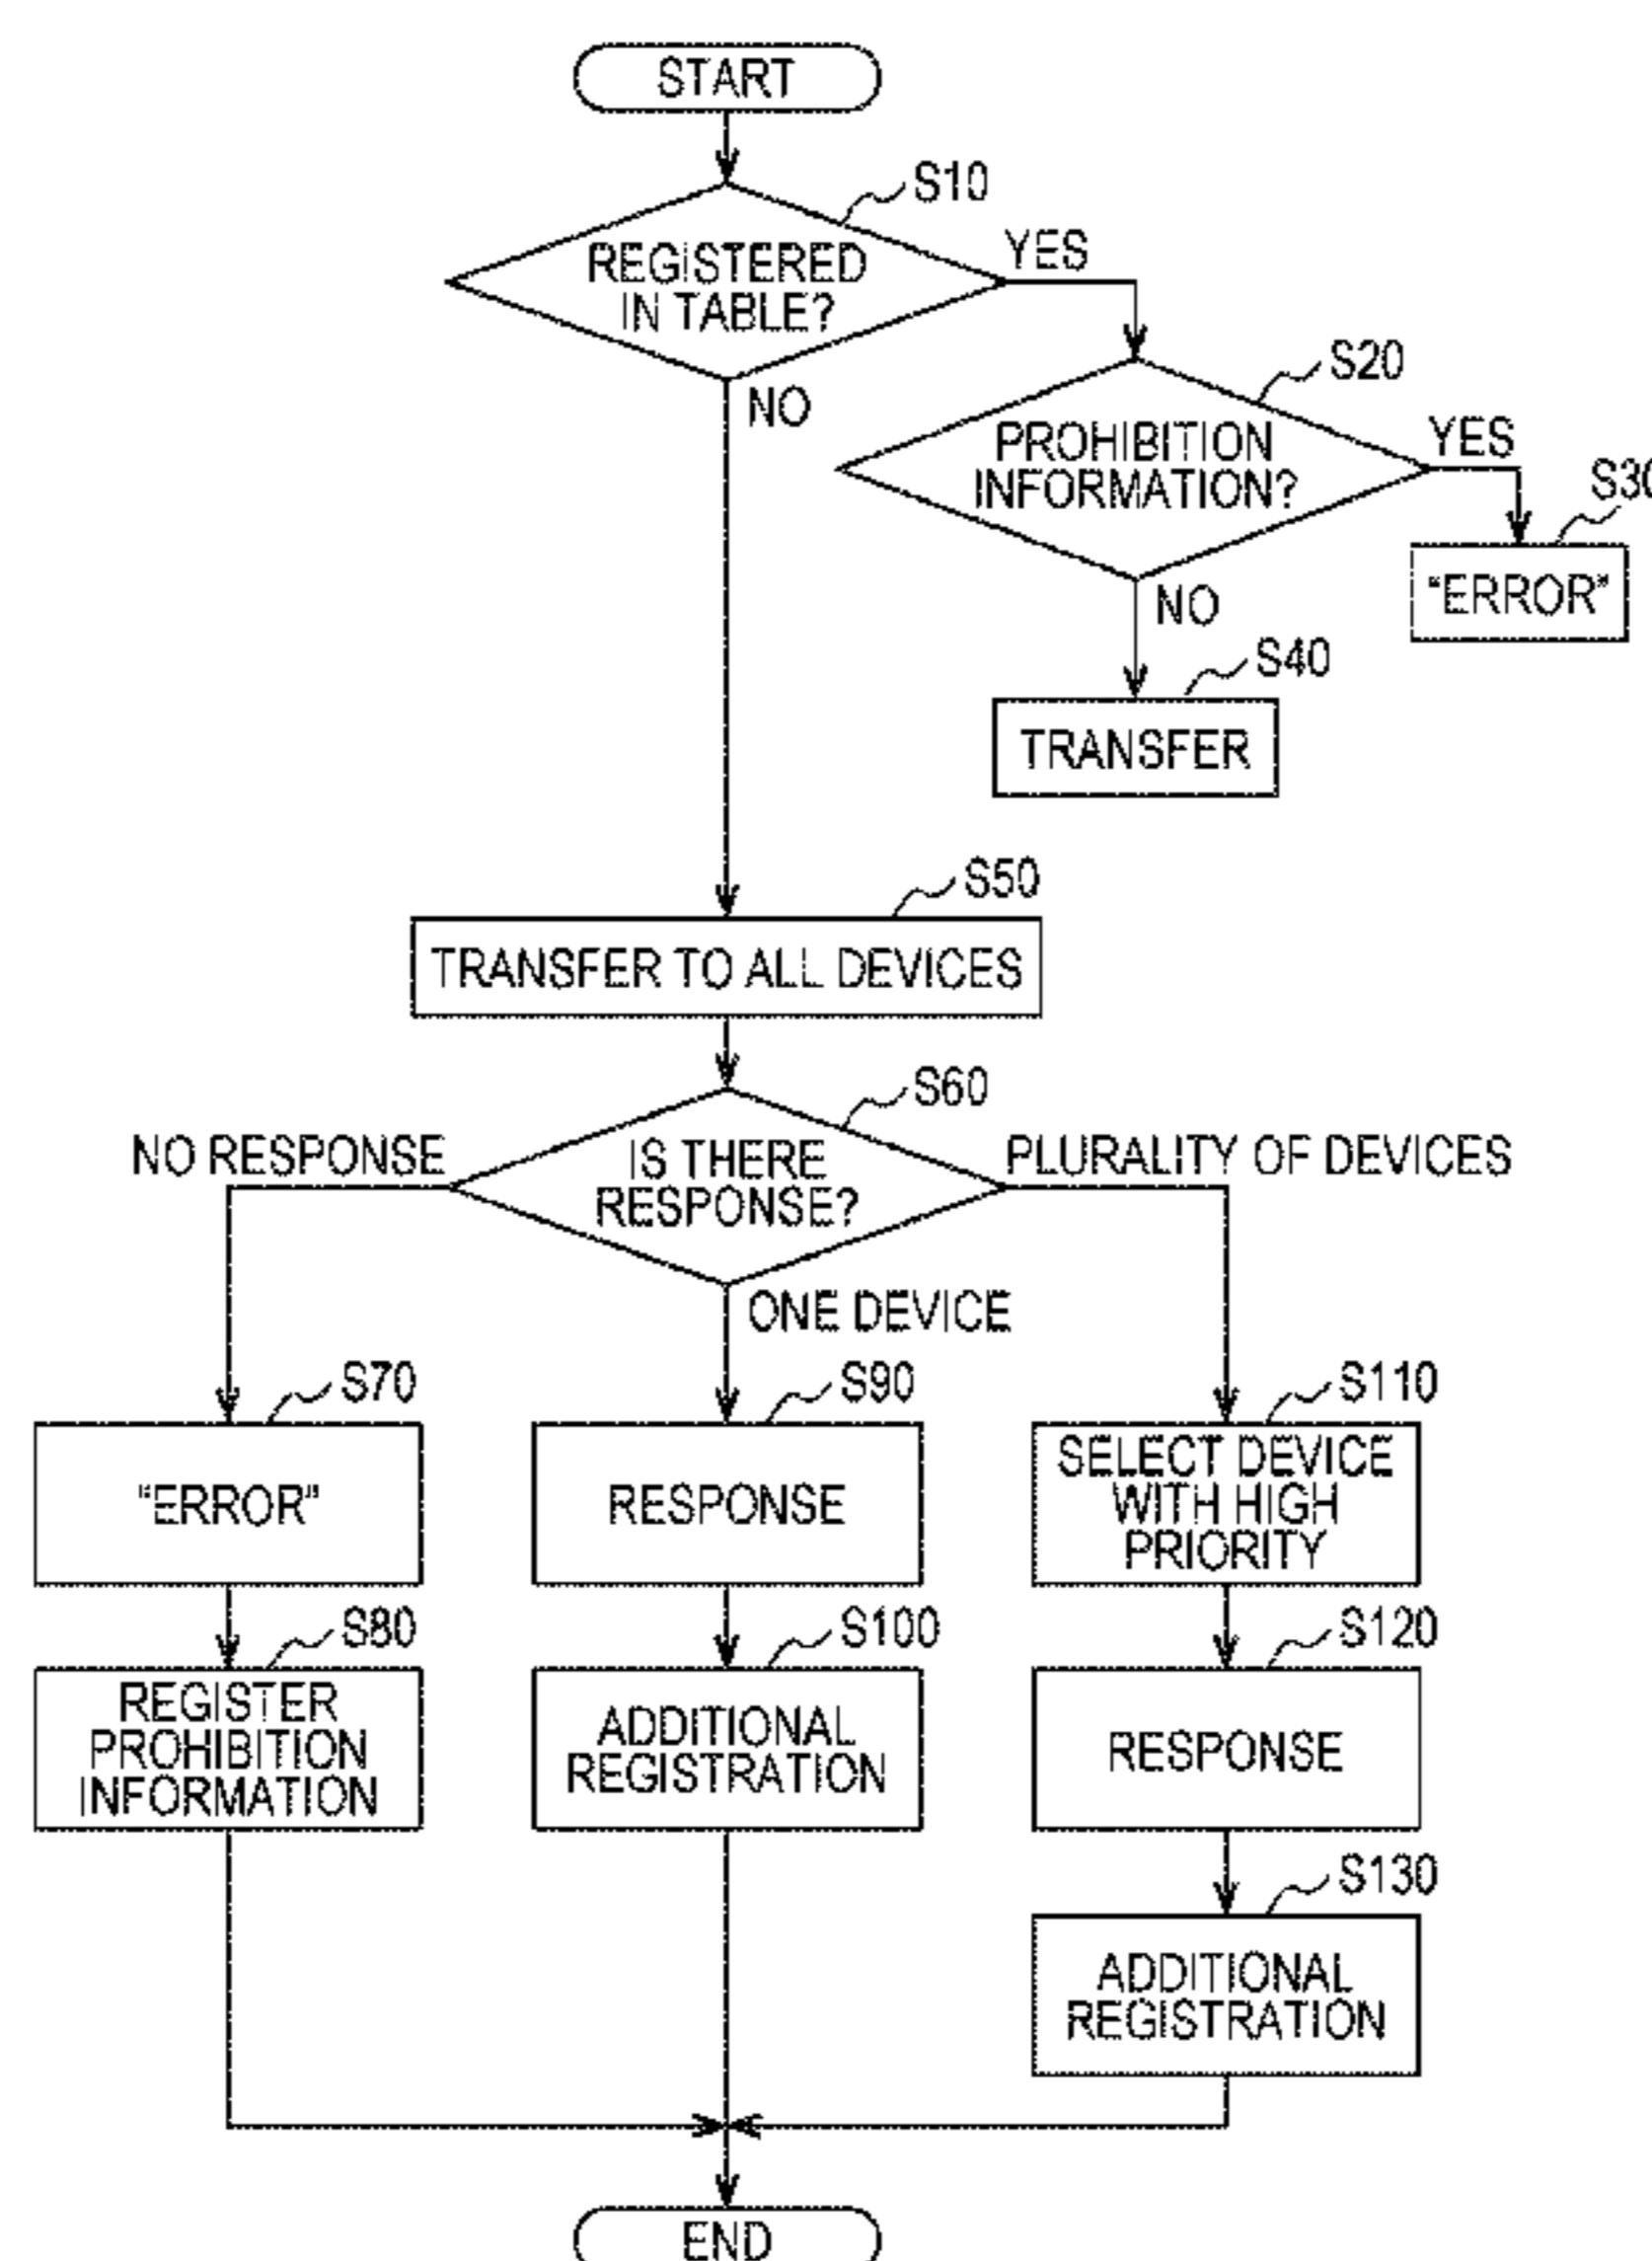 START
S10
REGISTERED
IN TABLE?
YES
NO
S20
PROHIBITION
INFORMATION?
YES
S30
"ERROR"
NO
S40
TRANSFER
S50
TRANSFER TO ALL DEVICES
S60
IS THERE
RESPONSE?
NO RESPONSE
PLURALITY OF DEVICES
ONE DEVICE
S70
"ERROR"
S90
RESPONSE
S110
SELECT DEVICE
WITH HIGH
PRIORITY
S80
REGISTER
PROHIBITION
INFORMATION
S100
ADDITIONAL
REGISTRATION
S120
RESPONSE
S130
ADDITIONAL
REGISTRATION
END